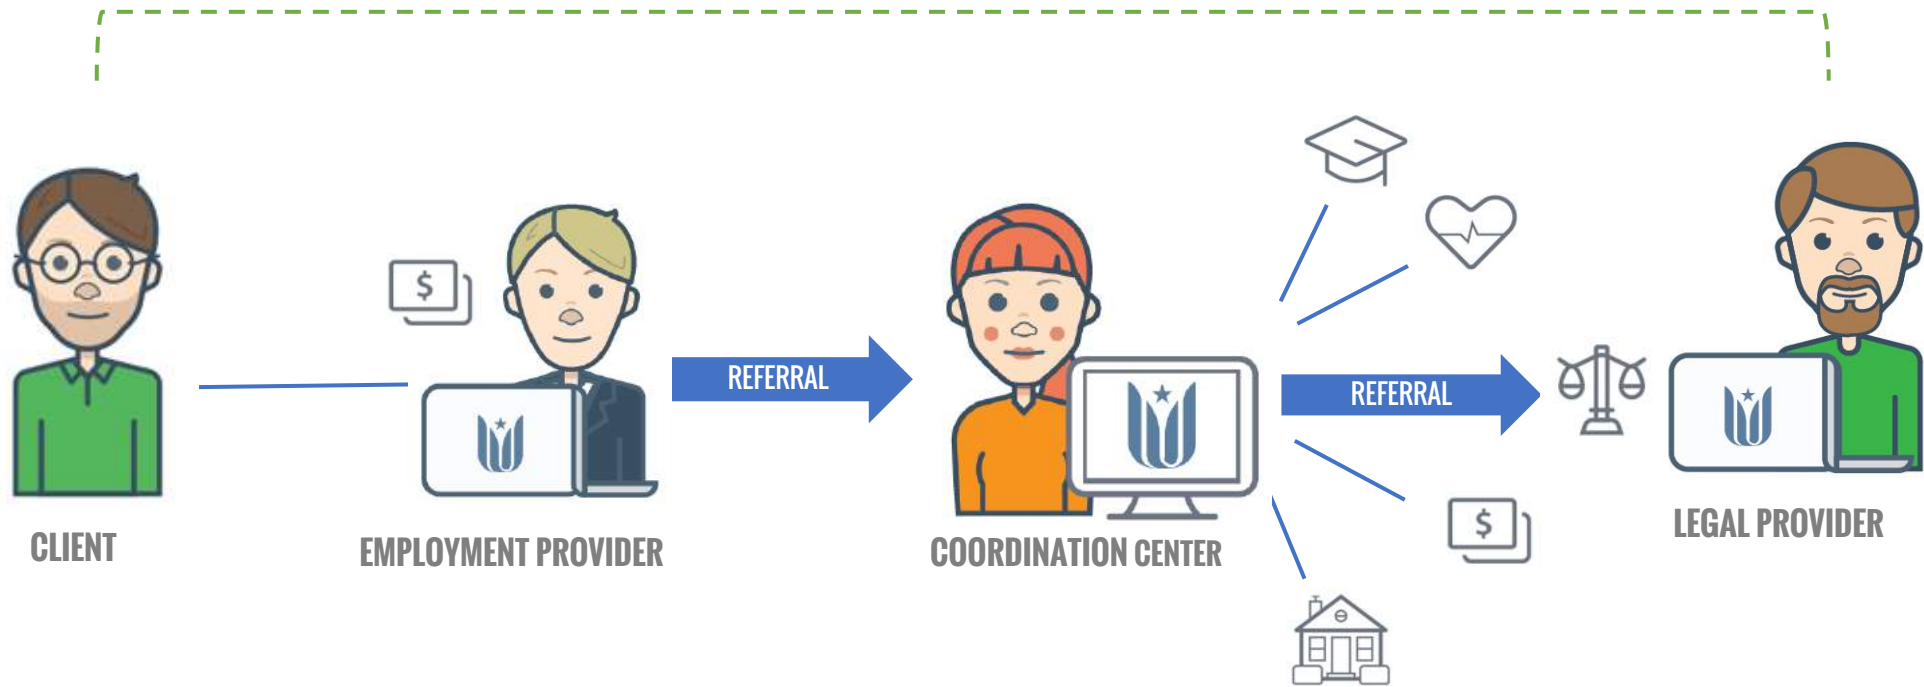 $
REFERRAL
REFERRAL
$
CLIENT
EMPLOYMENT PROVIDER
COORDINATION CENTER
LEGAL PROVIDER